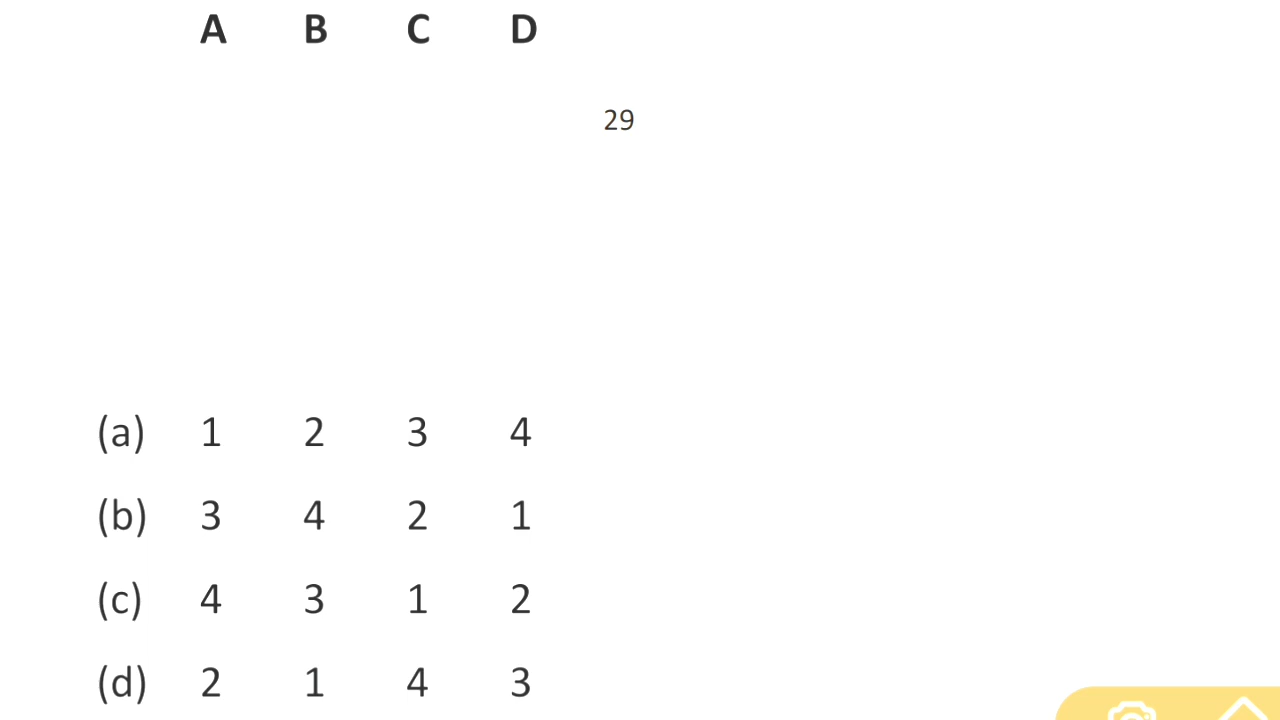 A B C D
29
(a) 1 2 3 4
(b) 3 4 2 1
(c) 4 3 1 2
(d) 2 1 4 3